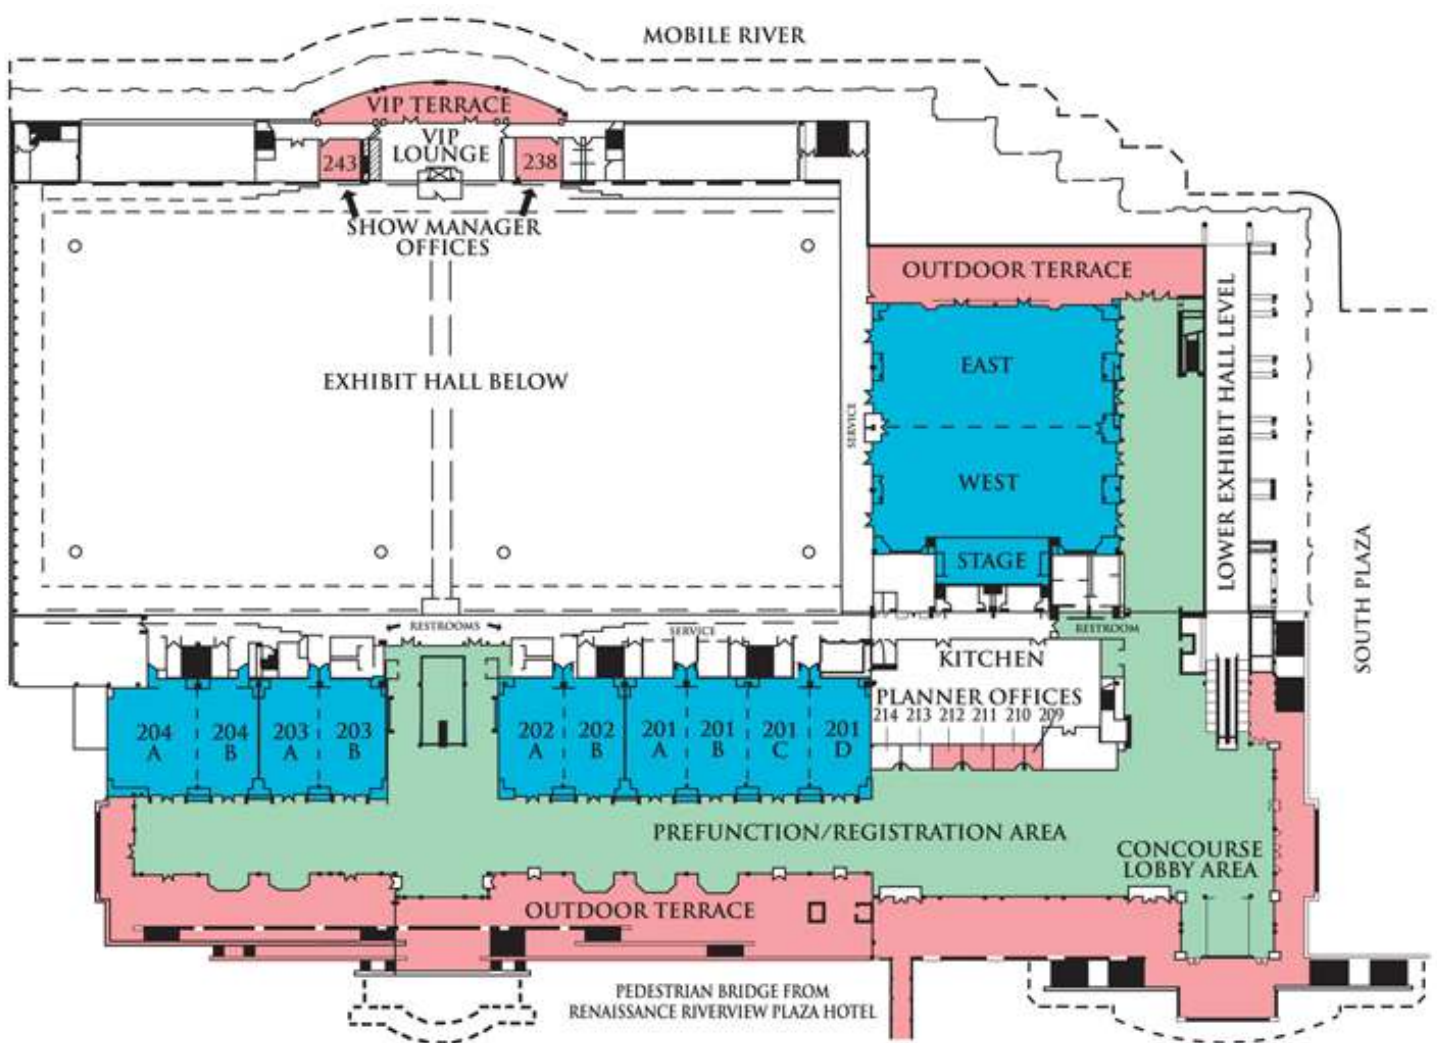 MOBILE RIVER
VIP TERRACE
VIP
LOUNGE
243
238
SHOW MANAGER
OFFICES
OUTDOOR TERRACE
EXHIBIT HALL BELOW
EAST
WEST
STAGE
SERVICE
LOWER EXHIBIT HALL LEVEL
SOUTH PLAZA
RESTROOMS
SERVICE
RESTROOM
KITCHEN
PLANNER OFFICES
214 213 212 211 210 209
204
A
204
B
203
A
203
B
202
A
202
B
201
A
201
B
201
C
201
D
PREFUNCTION/REGISTRATION AREA
CONCOURSE
LOBBY AREA
OUTDOOR TERRACE
PEDESTRIAN BRIDGE FROM
RENAISSANCE RIVERVIEW PLAZA HOTEL